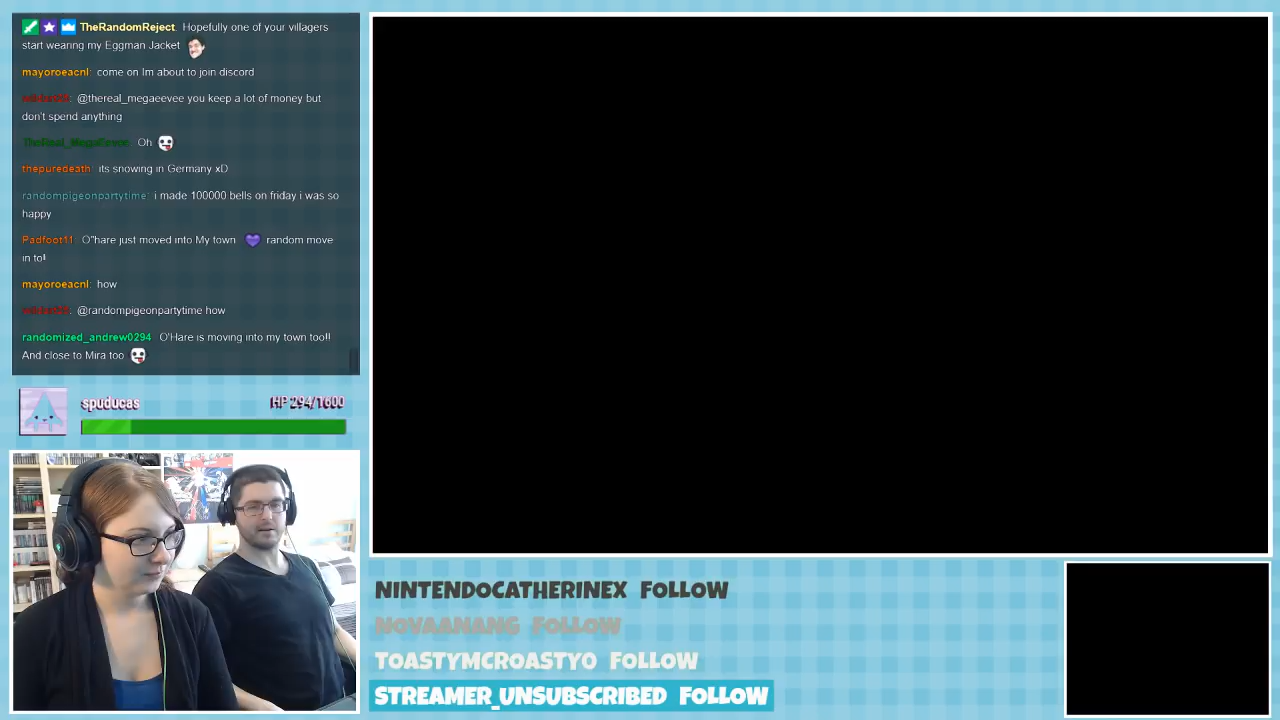 TheRandomReject: Hopefully one of your villagers
start wearing my Eggman Jacket
mayoroeacnl: come on Im about to join discord
@thereal_megaeevee you keep a lot of money but
don't spend anything
TheReal_MegaEevee: Oh
thepuredeath: its snowing in Germany xD
randompigeonpartytime: i made 100000 bells on friday i was so
happy
Padfoot11: O"hare just moved into My town random move
in to!
mayoroeacnl: how
@randompigeonpartytime how
randomized_andrew0294: O'Hare is moving into my town too!!
And close to Mira too
spuducas HP 294/1600
NINTENDOCATHERINEX FOLLOW
NOVAANANG FOLLOW
TOASTYMCROASTYO FOLLOW
STREAMER_UNSUBSCRIBED FOLLOW